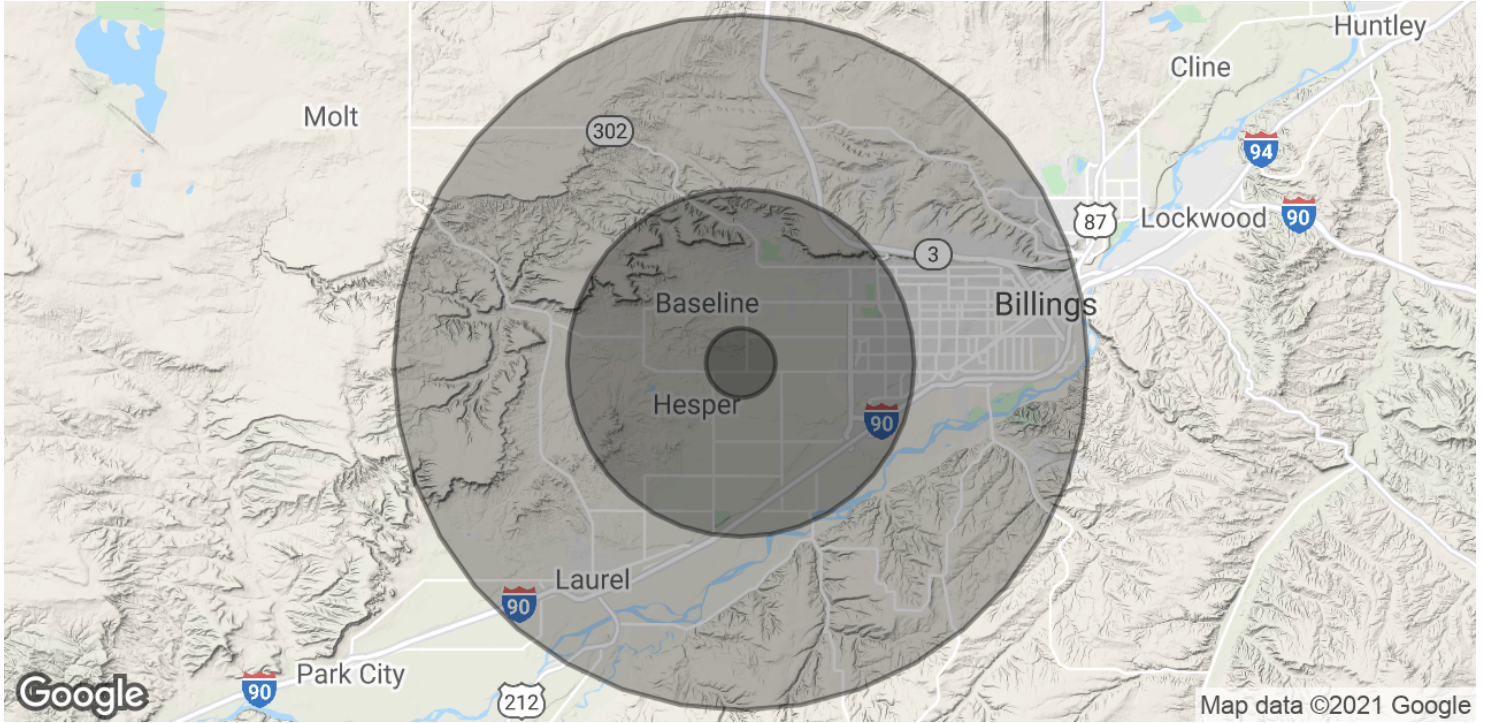 Huntley
Cline
Molt
302
94
Lockwood
90
87
3
Baseline
Billings
Hesper
90
Laurel
90
Park City
90
212
Google
Map data ©2021 Google